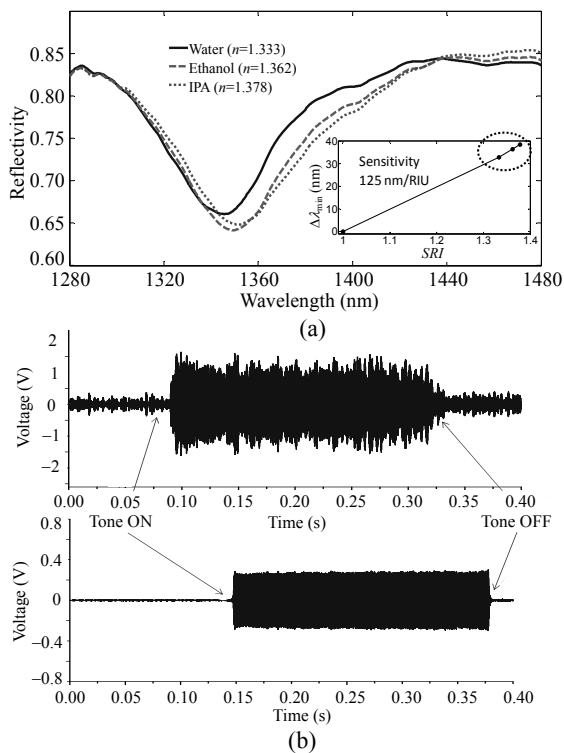 0.85
0.80
0.75
0.70
0.65
0.60
Reflectivity
Water (n=1.333)
Ethanol (n=1.362)
IPA (n=1.378)
Sensitivity
125 nm/RIU
40
30
20
10
0
Δλmin (nm)
1 1.1 1.2 1.3 1.4
SRI
1280 1320 1360 1400 1440 1480
Wavelength (nm)
(a)
2
1
0
−1
−2
Voltage (V)
0.00 0.05 0.10 0.15 0.20 0.25 0.30 0.35 0.40
Tone ON Time (s) Tone OFF
Time (s)
0.8
0.4
0
−0.4
−0.8
Voltage (V)
0.00 0.05 0.10 0.15 0.20 0.25 0.30 0.35 0.40
Time (s)
(b)